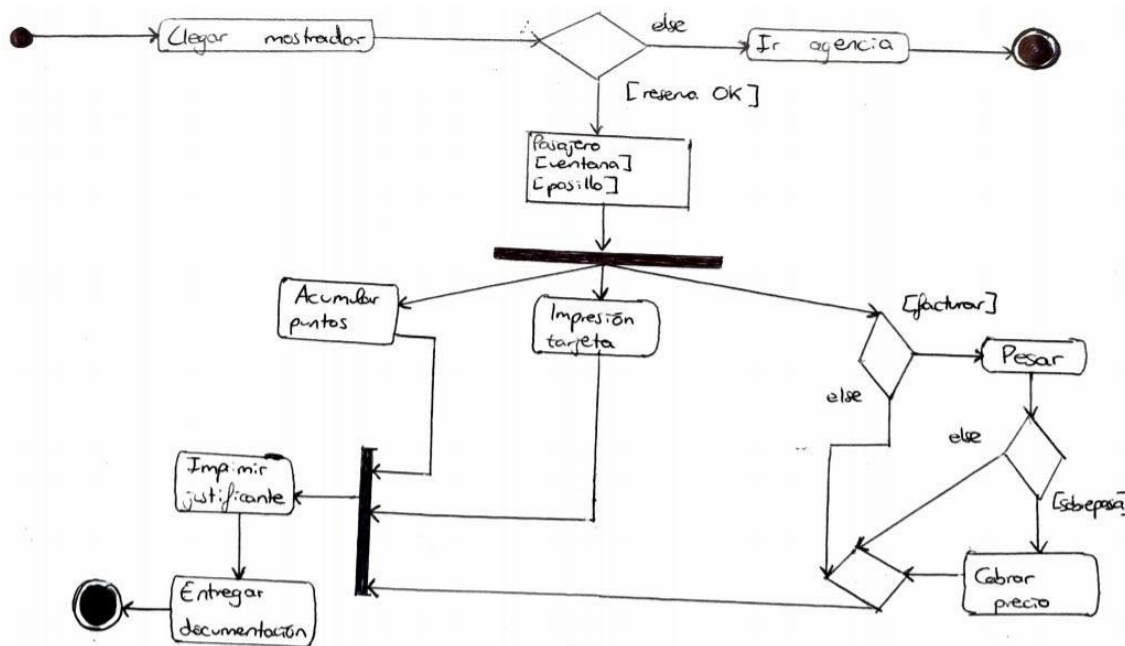 Llegar mostrador
else
Ir agencia
[reserva OK]
Pasajero
[ventana]
[pasillo]
Acumular
puntos
Impresión
tarjeta
[facturar]
Pesar
else
else
Imprimir
justificante
[sobrepasa]
Cobrar
precio
Entregar
documentación